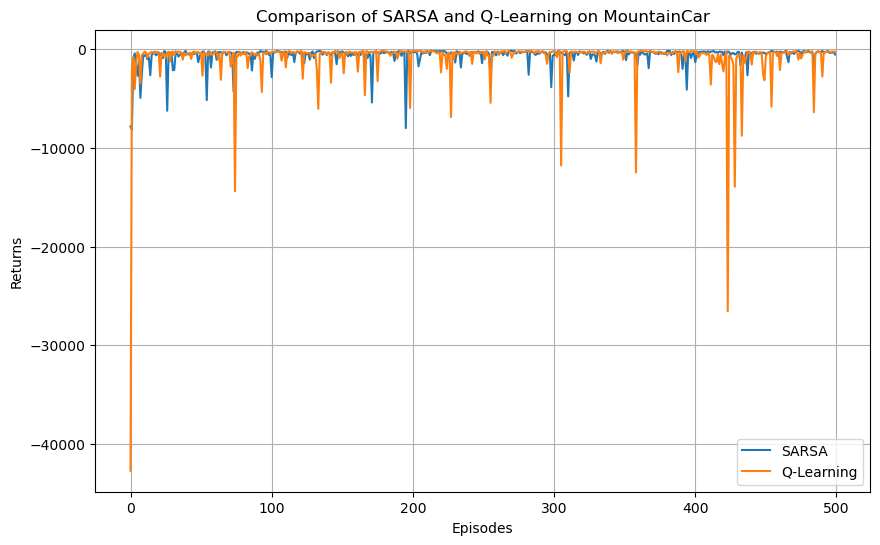 Comparison of SARSA and Q-Learning on MountainCar
0
−10000
−20000
−30000
−40000
Returns
0
100
200
300
400
500
Episodes
SARSA
Q-Learning